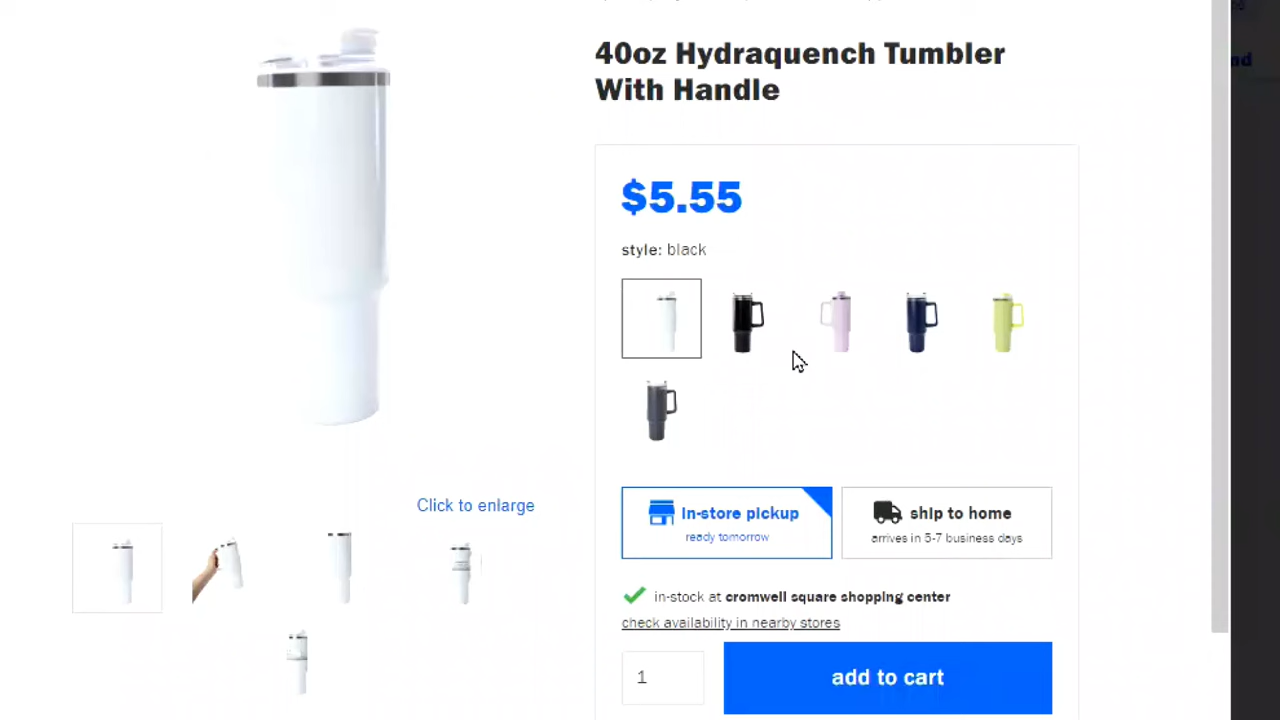 40oz Hydraquench Tumbler
With Handle
$5.55
style: black
Click to enlarge
in-store pickup
ready tomorrow
ship to home
arrives in 5-7 business days
in-stock at cromwell square shopping center
check availability in nearby stores
1
add to cart